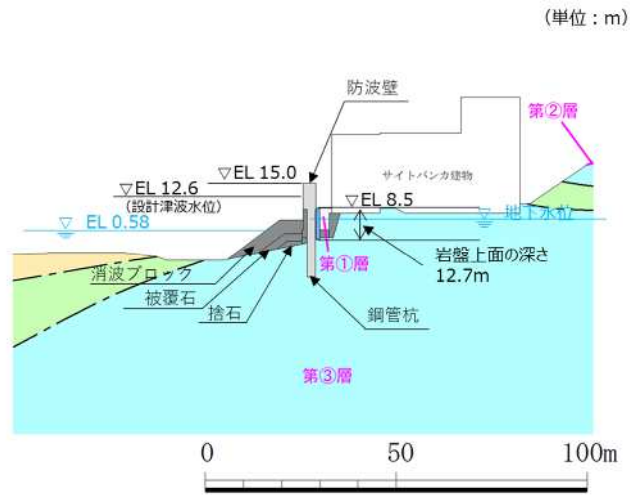 （単位：m）
防波壁
第②層
▽EL 15.0
サイトバンカ建物
▽EL 12.6
（設計津波水位）
▽EL 8.5
▽ EL 0.58
▽ 地下水位
岩盤上面の深さ
12.7m
第①層
消波ブロック
被覆石
捨石
鋼管杭
第③層
0 50 100m